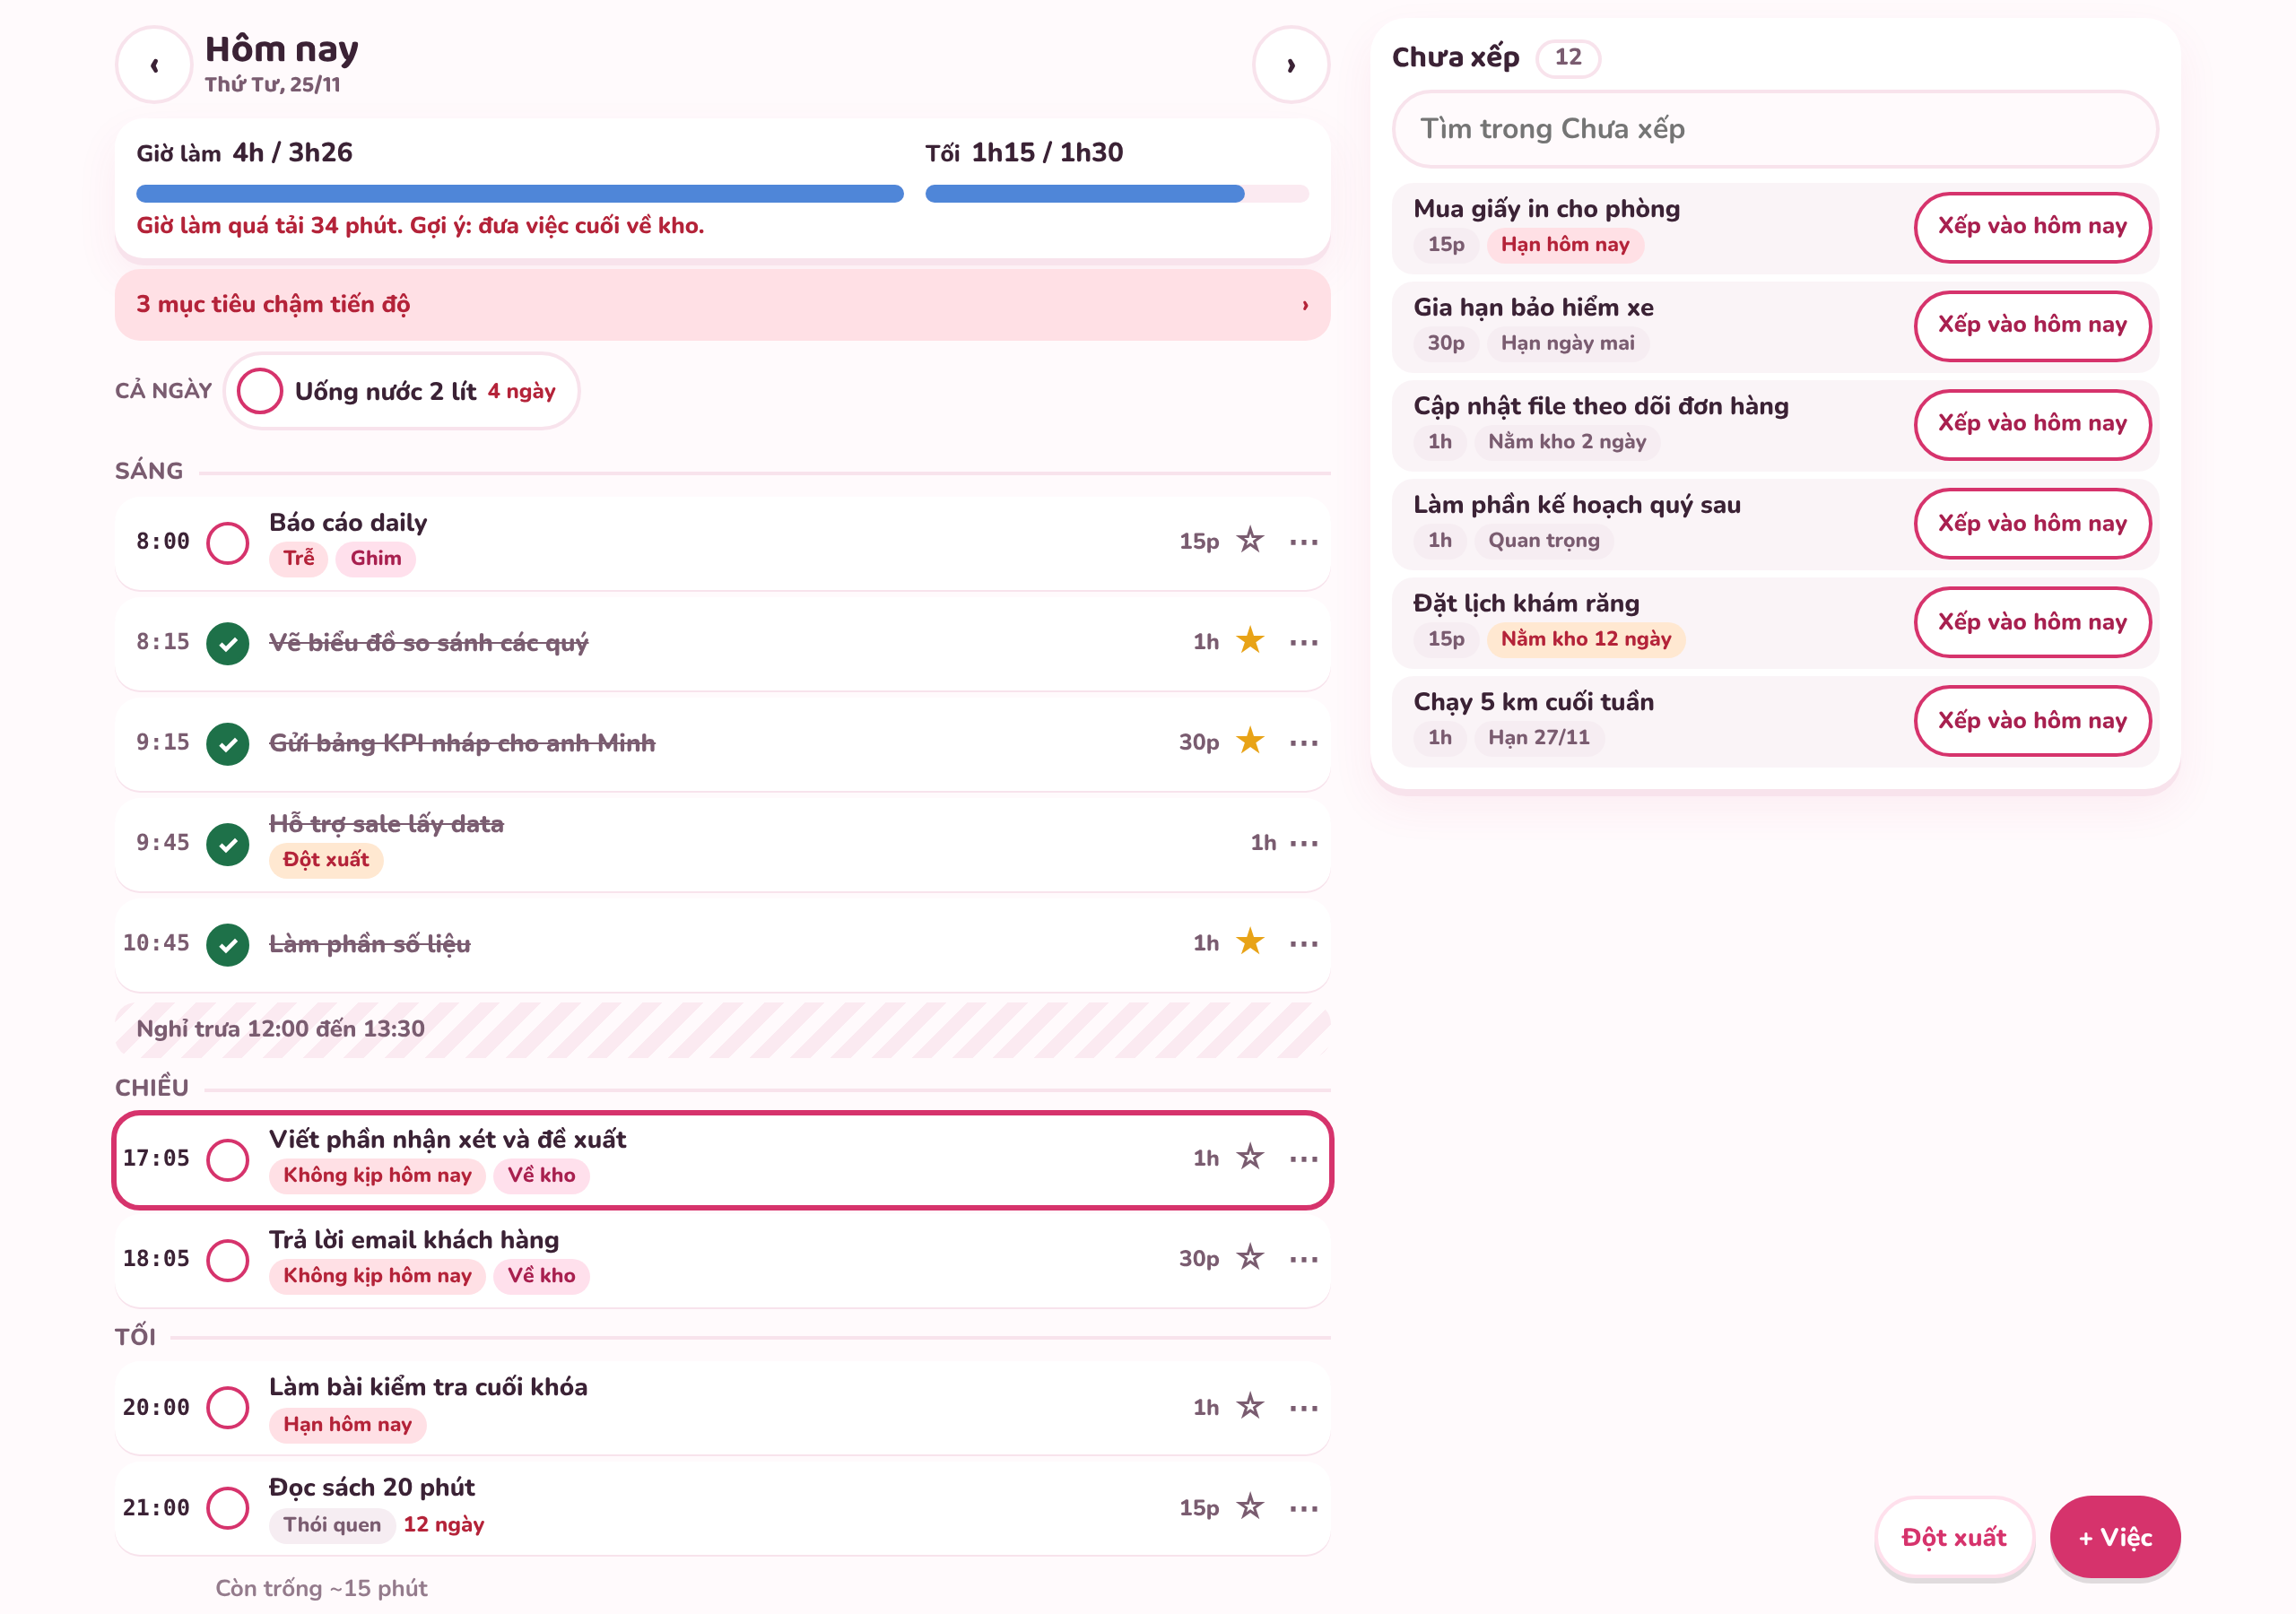 ‹
Hôm nay
Thứ Tư, 25/11
›
Giờ làm 4h / 3h26
Tối 1h15 / 1h30
Giờ làm quá tải 34 phút. Gợi ý: đưa việc cuối về kho.
3 mục tiêu chậm tiến độ ›
CẢ NGÀY Uống nước 2 lít 4 ngày
SÁNG
8:00 Báo cáo daily 15p ☆ ...
Trễ Ghim
8:15 Vẽ biểu đồ so sánh các quý 1h ★ ...
9:15 Gửi bảng KPI nháp cho anh Minh 30p ★ ...
9:45 Hỗ trợ sale lấy data 1h ...
Đột xuất
10:45 Làm phần số liệu 1h ★ ...
Nghỉ trưa 12:00 đến 13:30
CHIỀU
17:05 Viết phần nhận xét và đề xuất 1h ☆ ...
Không kịp hôm nay Về kho
18:05 Trả lời email khách hàng 30p ☆ ...
Không kịp hôm nay Về kho
TỐI
20:00 Làm bài kiểm tra cuối khóa 1h ☆ ...
Hạn hôm nay
21:00 Đọc sách 20 phút 15p ☆ ...
Thói quen 12 ngày
Còn trống ~15 phút
Chưa xếp 12
Tìm trong Chưa xếp
Mua giấy in cho phòng
15p Hạn hôm nay
Xếp vào hôm nay
Gia hạn bảo hiểm xe
30p Hạn ngày mai
Xếp vào hôm nay
Cập nhật file theo dõi đơn hàng
1h Nằm kho 2 ngày
Xếp vào hôm nay
Làm phần kế hoạch quý sau
1h Quan trọng
Xếp vào hôm nay
Đặt lịch khám răng
15p Nằm kho 12 ngày
Xếp vào hôm nay
Chạy 5 km cuối tuần
1h Hạn 27/11
Xếp vào hôm nay
Đột xuất
+ Việc